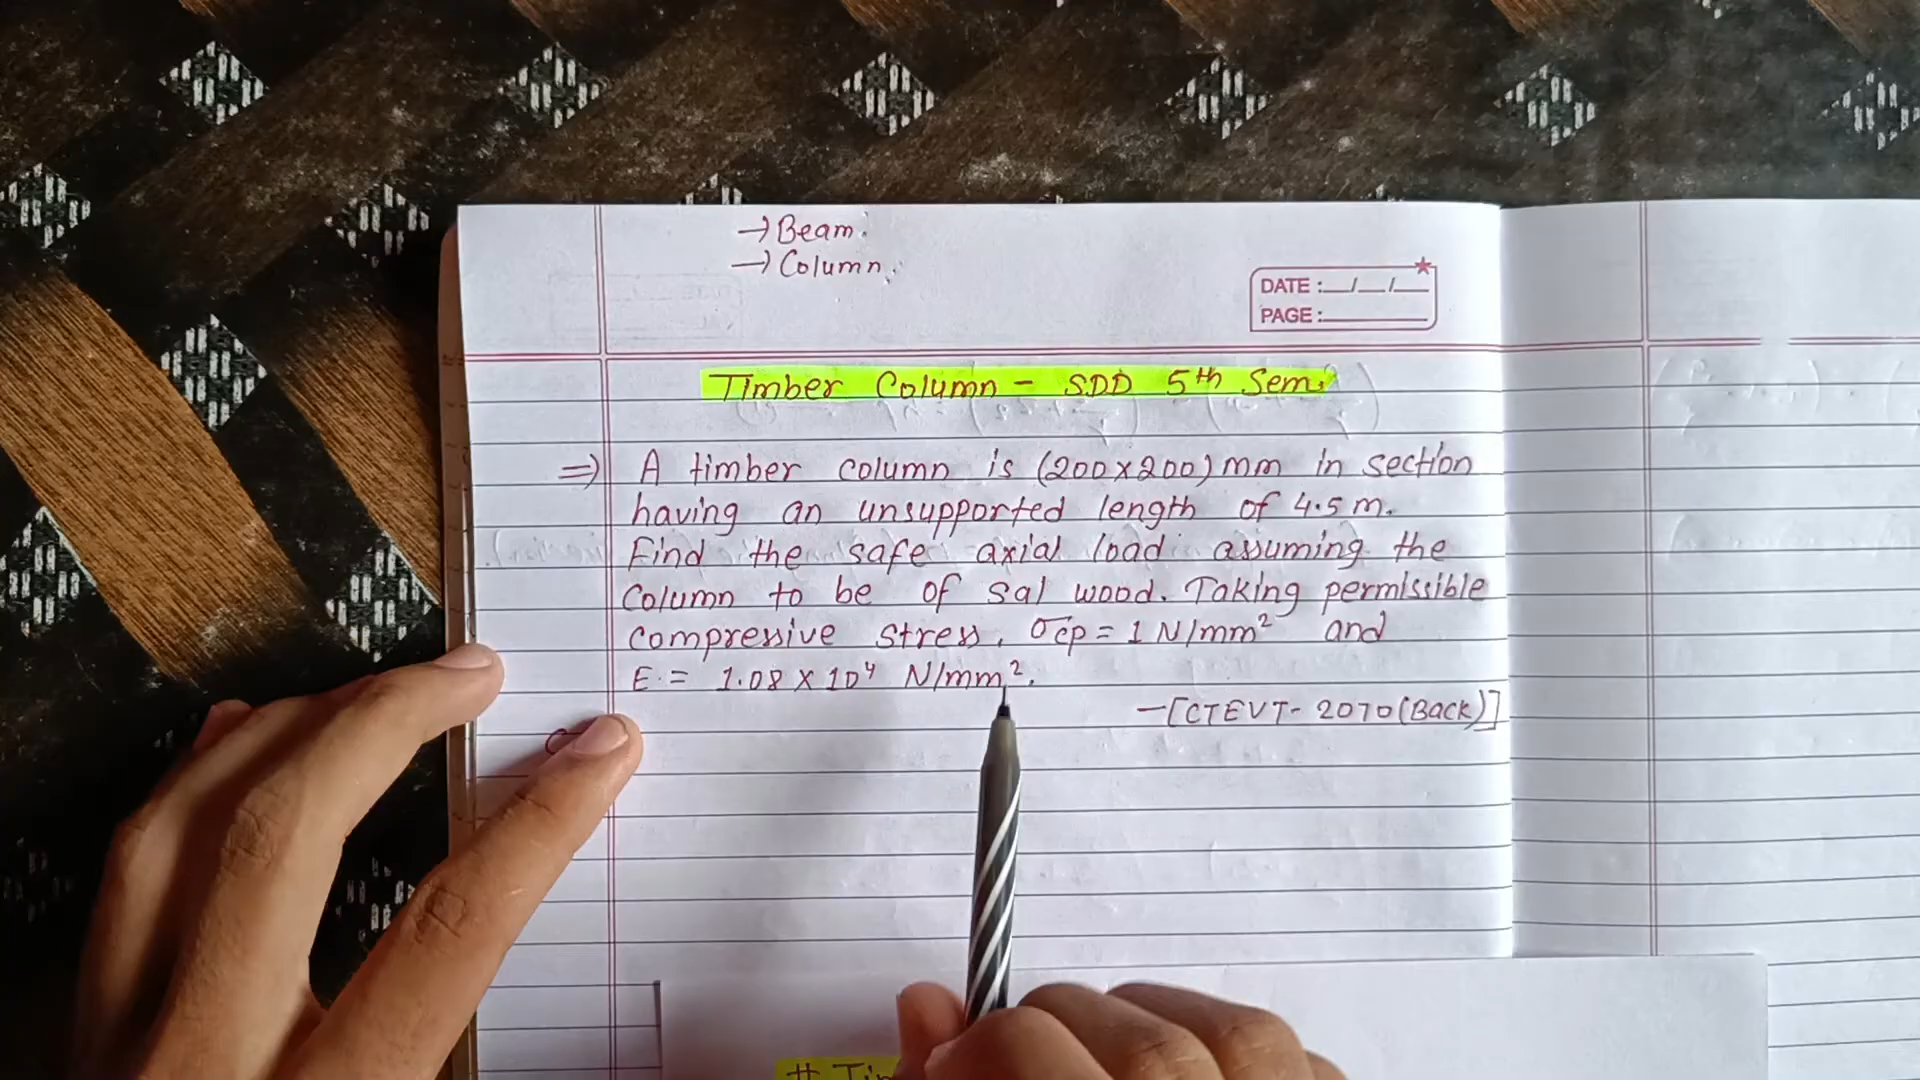 → Beam.
→ Column.
DATE :__/__/__
PAGE :
Timber Column - SDD 5th Sem.
⇒ A timber column is (200x200) mm in section
having an unsupported length of 4.5 m.
Find the safe axial load assuming the
Column to be of sal wood. Taking permissible
compressive stress, σcp = 1 N/mm² and
E = 1.08 X 10⁴ N/mm².
-[CTEVT- 2070(Back)]
#